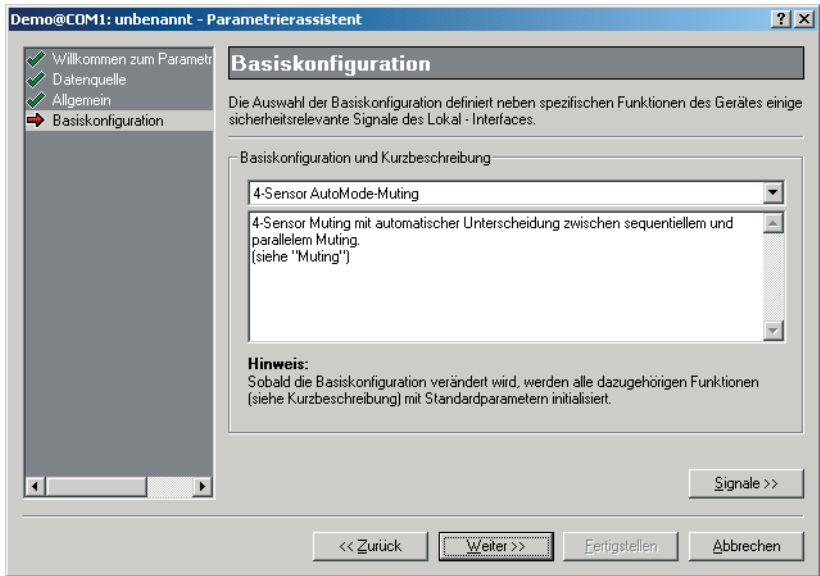 Demo@COM1: unbenannt - Parametrierassistent
Willkommen zum Parametr
Datenquelle
Allgemein
Basiskonfiguration
Basiskonfiguration
Die Auswahl der Basiskonfiguration definiert neben spezifischen Funktionen des Gerätes einige
sicherheitsrelevante Signale des Lokal - Interfaces.
Basiskonfiguration und Kurzbeschreibung
4-Sensor AutoMode-Muting
4-Sensor Muting mit automatischer Unterscheidung zwischen sequentiellem und
parallelem Muting.
(siehe "Muting")
Hinweis:
Sobald die Basiskonfiguration verändert wird, werden alle dazugehörigen Funktionen
(siehe Kurzbeschreibung) mit Standardparametern initialisiert.
Signale >>
<< Zurück
Weiter >>
Fertigstellen
Abbrechen